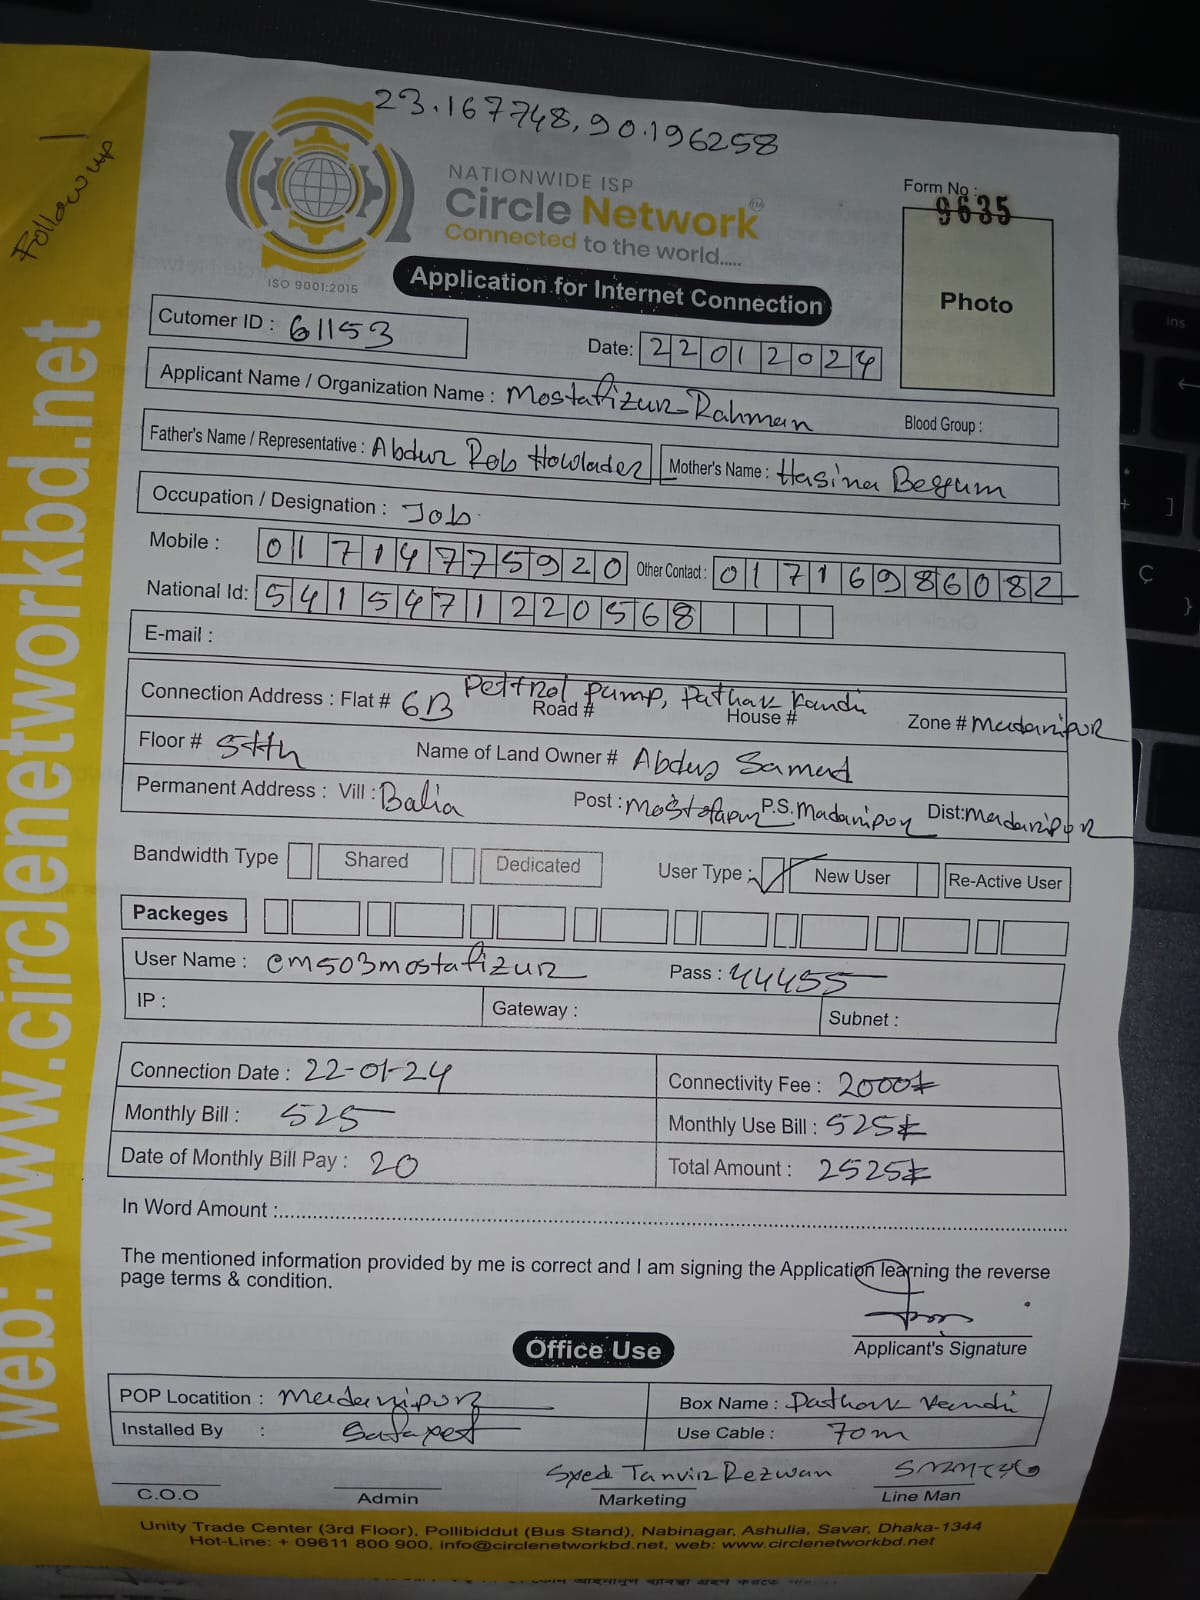 23.167748, 90.196258
Follow up
NATIONWIDE ISP
Circle Network TM
Connected to the world.....
ISO 9001:2015
Form No :
9635
Photo
Application for Internet Connection
Cutomer ID : 61153
Date: 22012024
Applicant Name / Organization Name : Mostafizur Rahman Blood Group :
Father's Name / Representative : Abdur Rob Howlader Mother's Name : Hasina Begum
Occupation / Designation : Job
Mobile : 01714775920 Other Contact : 01716986082
National Id: 5415471220568
E-mail :
Connection Address : Flat # 6B Pettrol pump, Pathak Kandi Road # House # Zone # Madaripur
Floor # 5th Name of Land Owner # Abdus Samad
Permanent Address : Vill : Balia Post : Mostafapur P.S. Madaripur Dist: Madaripur
Bandwidth Type Shared Dedicated User Type : New User Re-Active User
Packeges
User Name : cm503mostafizur Pass : 44455
IP : Gateway : Subnet :
Connection Date : 22-01-24 Connectivity Fee : 2000৳
Monthly Bill : 525 Monthly Use Bill : 525৳
Date of Monthly Bill Pay : 20 Total Amount : 2525৳
In Word Amount :
The mentioned information provided by me is correct and I am signing the Application learning the reverse
page terms & condition.
Applicant's Signature
Office Use
POP Locatition : Madaripur Box Name : Pathak Kandi
Installed By : Use Cable : 70m
Syed Tanvir Rezwan
C.O.O Admin Marketing Line Man
Unity Trade Center (3rd Floor), Pollibiddut (Bus Stand), Nabinagar, Ashulia, Savar, Dhaka-1344
Hot-Line: + 09611 800 900, info@circlenetworkbd.net, web: www.circlenetworkbd.net
web: www.circlenetworkbd.net
ins